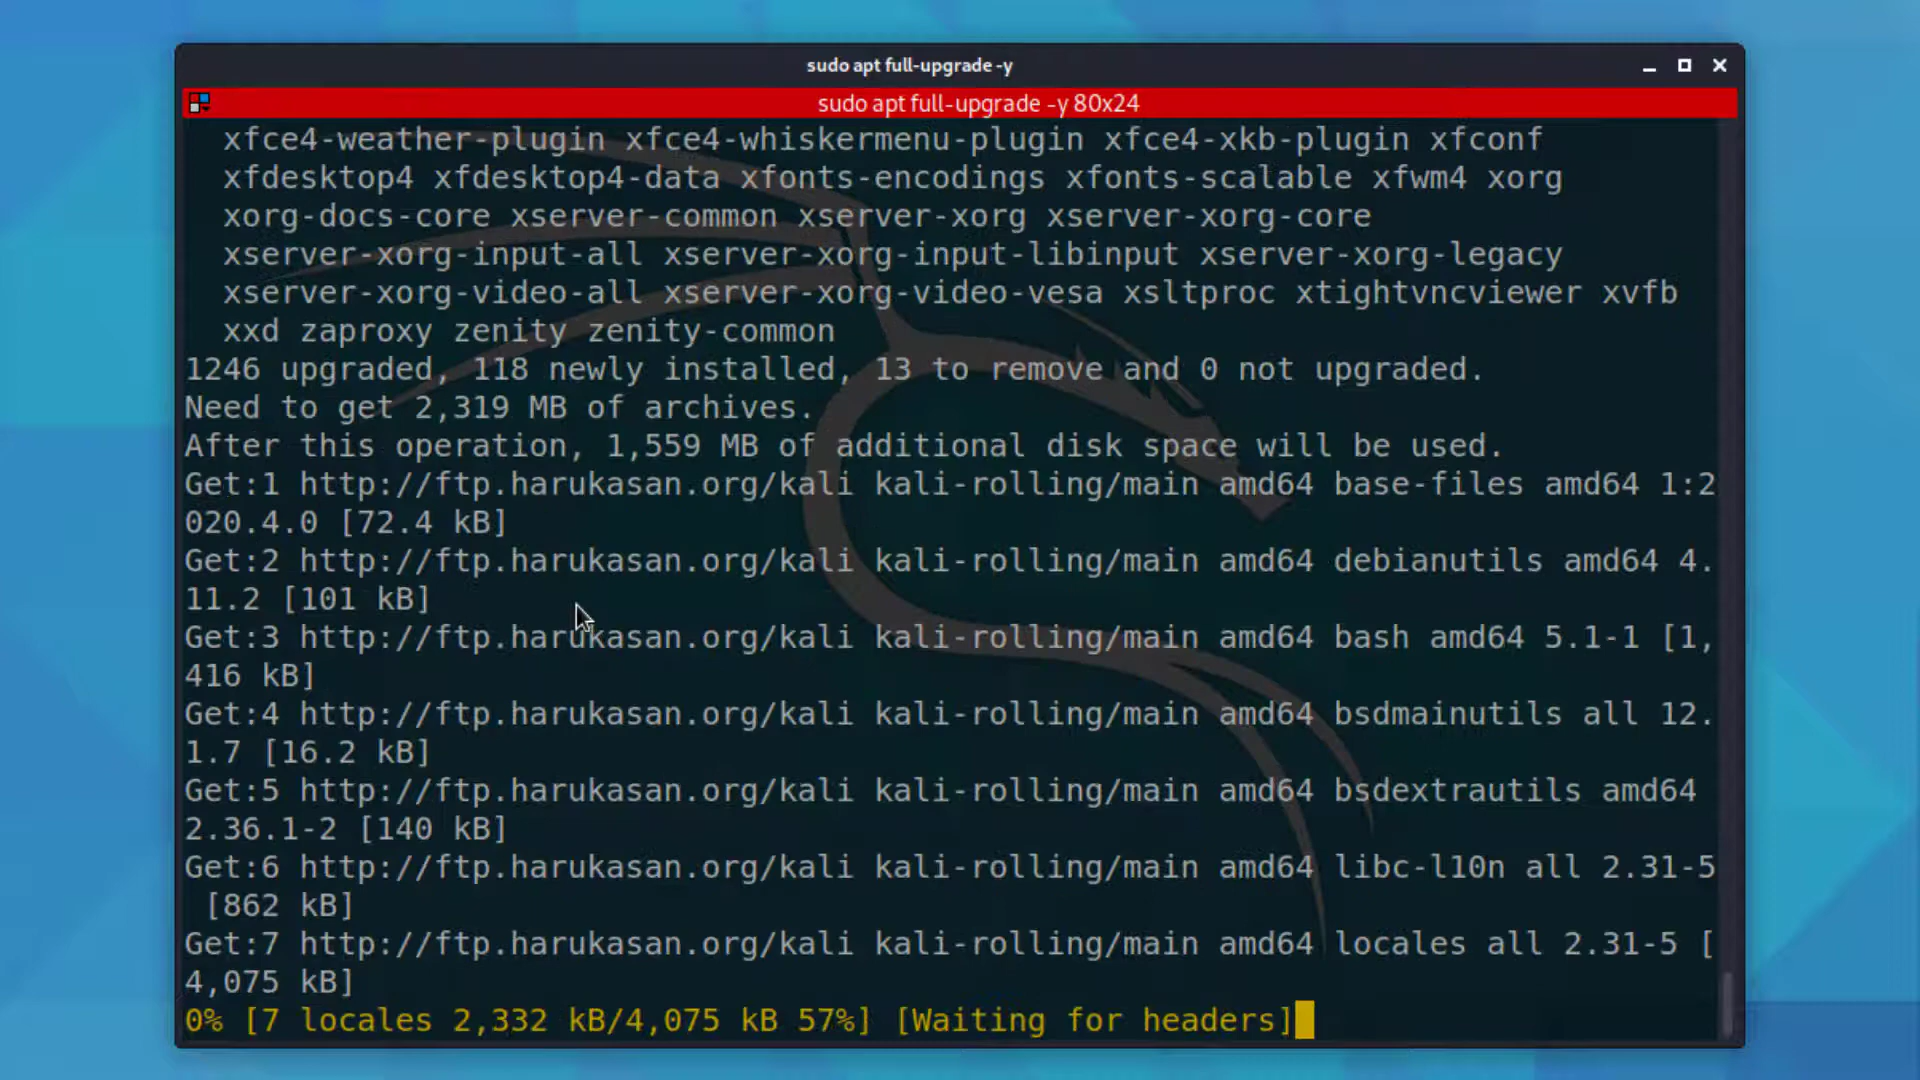 sudo apt full-upgrade -y
sudo apt full-upgrade -y 80x24
xfce4-weather-plugin xfce4-whiskermenu-plugin xfce4-xkb-plugin xfconf
xfdesktop4 xfdesktop4-data xfonts-encodings xfonts-scalable xfwm4 xorg
xorg-docs-core xserver-common xserver-xorg xserver-xorg-core
xserver-xorg-input-all xserver-xorg-input-libinput xserver-xorg-legacy
xserver-xorg-video-all xserver-xorg-video-vesa xsltproc xtightvncviewer xvfb
xxd zaproxy zenity zenity-common
1246 upgraded, 118 newly installed, 13 to remove and 0 not upgraded.
Need to get 2,319 MB of archives.
After this operation, 1,559 MB of additional disk space will be used.
Get:1 http://ftp.harukasan.org/kali kali-rolling/main amd64 base-files amd64 1:2
020.4.0 [72.4 kB]
Get:2 http://ftp.harukasan.org/kali kali-rolling/main amd64 debianutils amd64 4.
11.2 [101 kB]
Get:3 http://ftp.harukasan.org/kali kali-rolling/main amd64 bash amd64 5.1-1 [1,
416 kB]
Get:4 http://ftp.harukasan.org/kali kali-rolling/main amd64 bsdmainutils all 12.
1.7 [16.2 kB]
Get:5 http://ftp.harukasan.org/kali kali-rolling/main amd64 bsdextrautils amd64
2.36.1-2 [140 kB]
Get:6 http://ftp.harukasan.org/kali kali-rolling/main amd64 libc-l10n all 2.31-5
[862 kB]
Get:7 http://ftp.harukasan.org/kali kali-rolling/main amd64 locales all 2.31-5 [
4,075 kB]
0% [7 locales 2,332 kB/4,075 kB 57%] [Waiting for headers]